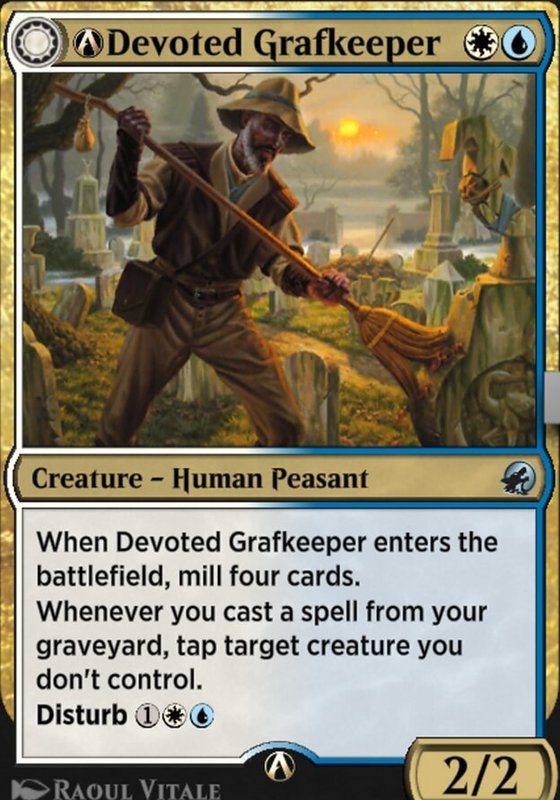 Devoted Grafkeeper
Creature – Human Peasant
When Devoted Grafkeeper enters the
battlefield, mill four cards.
Whenever you cast a spell from your
graveyard, tap target creature you
don't control.
Disturb 1
2/2
Raoul Vitale